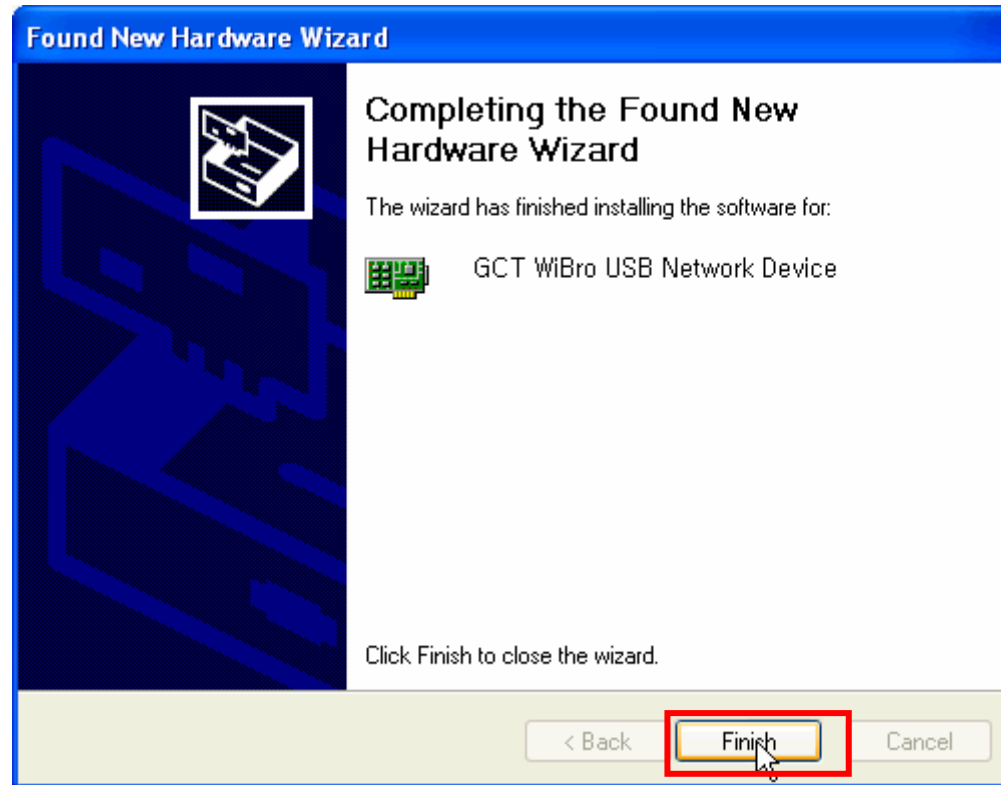 Found New Hardware Wizard
Completing the Found New
Hardware Wizard
The wizard has finished installing the software for:
GCT WiBro USB Network Device
Click Finish to close the wizard.
< Back
Finish
Cancel